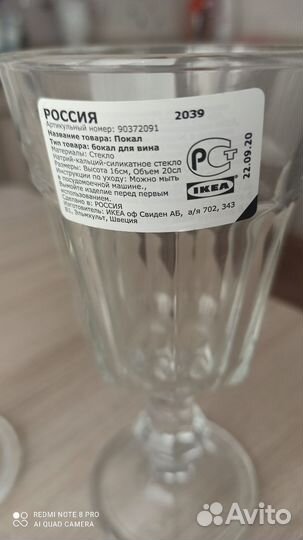 РОССИЯ 2039
Артикульный номер: 90372091
Название товара: Покал
Тип товара: бокал для вина
Материалы: Стекло
Натрий-кальций-силикатное стекло
Размеры: Высота 16см, Объем 20сл
Инструкции по уходу: Можно мыть
в посудомоечной машине.,
Вымойте изделие перед первым
использованием.
Сделано в: РОССИЯ
Изготовитель: ИКЕА оф Свиден АБ, а/я 702, 343
81, Эльмхульт, Швеция
РСТ
IKEA
22.09.20
REDMI NOTE 8 PRO
AI QUAD CAMERA
Avito